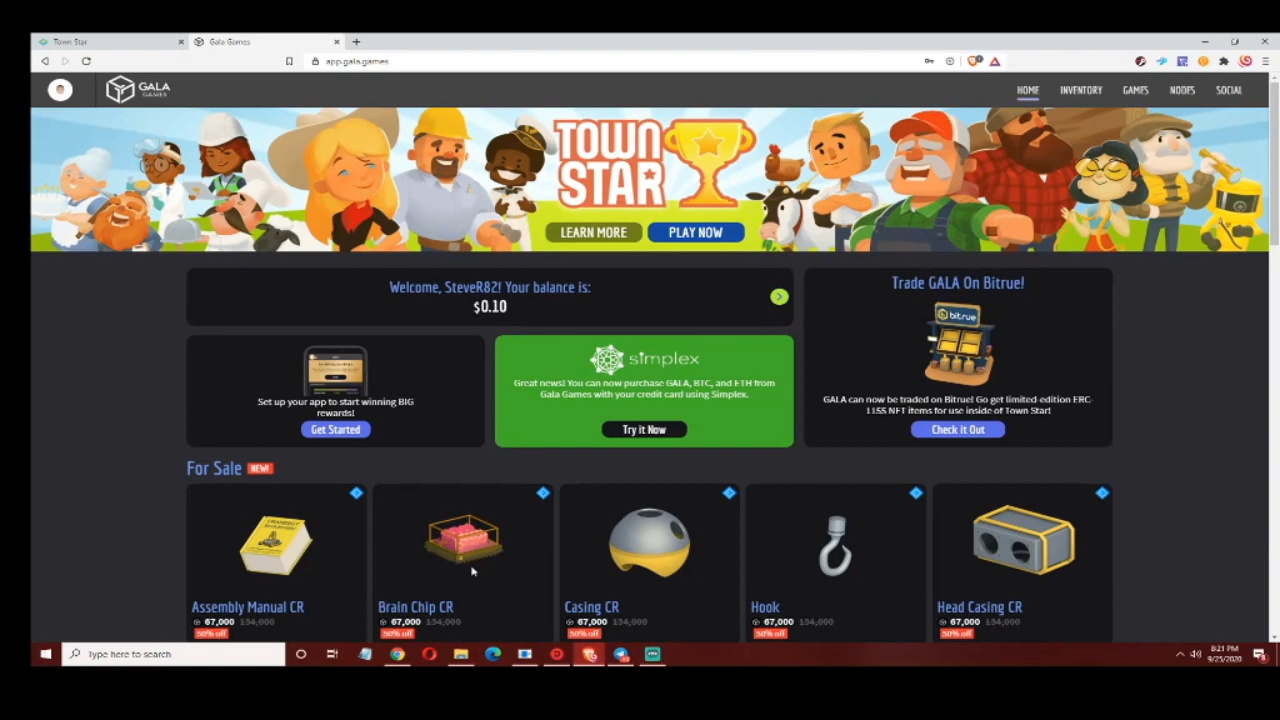 Town Star
Gala Games
app.gala.games
GALA
GAMES
HOME
INVENTORY
GAMES
NODES
SOCIAL
TOWN
STAR
LEARN MORE
PLAY NOW
Welcome, SteveR82! Your balance is:
$0.10
Trade GALA On Bitrue!
bitrue
GALA can now be traded on Bitrue! Go get limited-edition ERC-
1155 NFT items for use inside of Town Star!
Check it Out
Set up your app to start winning BIG
rewards!
Get Started
simplex
Great news! You can now purchase GALA, BTC, and ETH from
Gala Games with your credit card using Simplex.
Try it Now
For Sale NEW!
Assembly Manual CR
67,000 134,000
50% off
Brain Chip CR
67,000 134,000
50% off
Casing CR
67,000 134,000
50% off
Hook
67,000 134,000
50% off
Head Casing CR
67,000 134,000
50% off
Type here to search
8:21 PM
9/25/2020